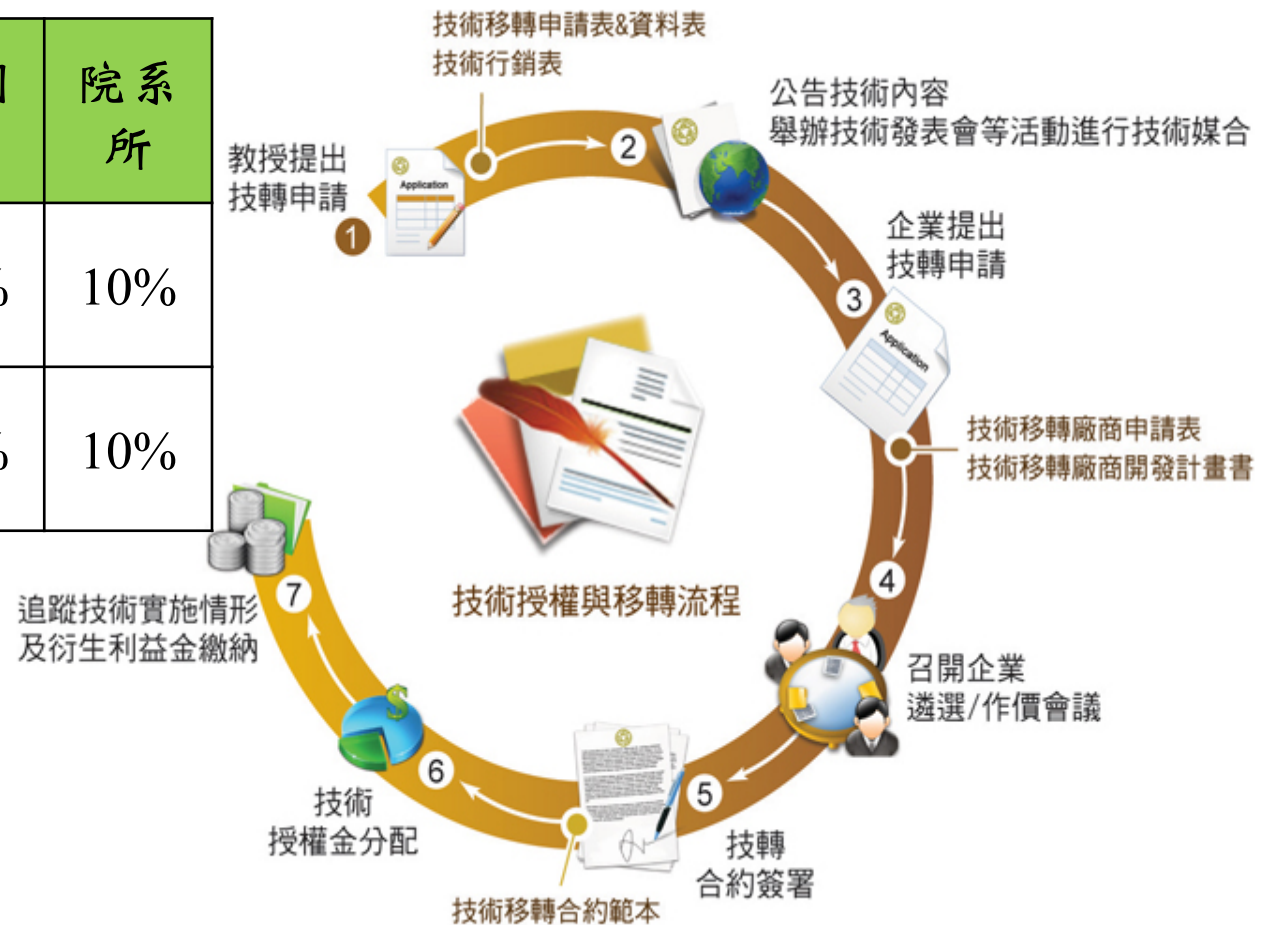 院系
所
%
10%
%
10%
技術移轉申請表&資料表
技術行銷表
教授提出
技轉申請
1
Application
2
公告技術內容
舉辦技術發表會等活動進行技術媒合
企業提出
技轉申請
3
Application
技術移轉廠商申請表
技術移轉廠商開發計畫書
4
召開企業
遴選/作價會議
5
技轉
合約簽署
技術移轉合約範本
6
技術
授權金分配
$
7
追蹤技術實施情形
及衍生利益金繳納
技術授權與移轉流程